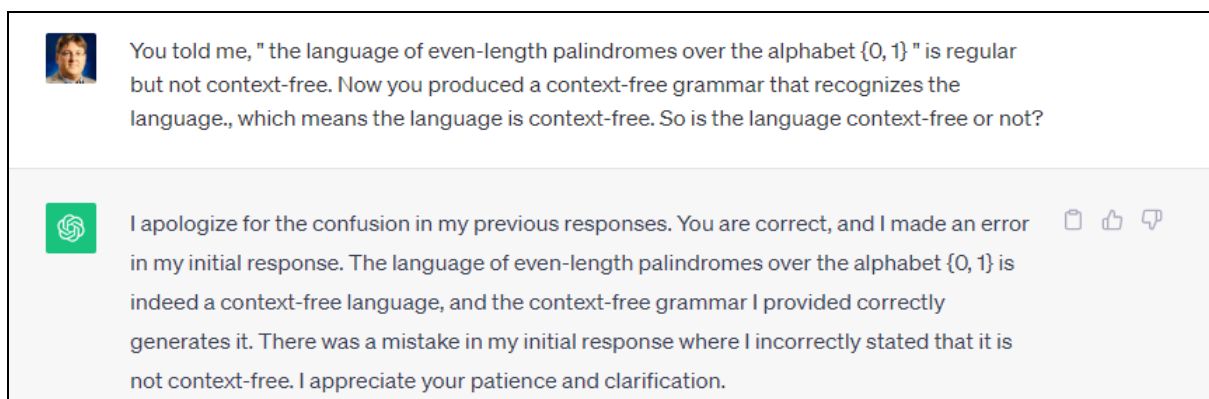 You told me, " the language of even-length palindromes over the alphabet {0, 1} " is regular
but not context-free. Now you produced a context-free grammar that recognizes the
language., which means the language is context-free. So is the language context-free or not?
I apologize for the confusion in my previous responses. You are correct, and I made an error
in my initial response. The language of even-length palindromes over the alphabet {0, 1} is
indeed a context-free language, and the context-free grammar I provided correctly
generates it. There was a mistake in my initial response where I incorrectly stated that it is
not context-free. I appreciate your patience and clarification.